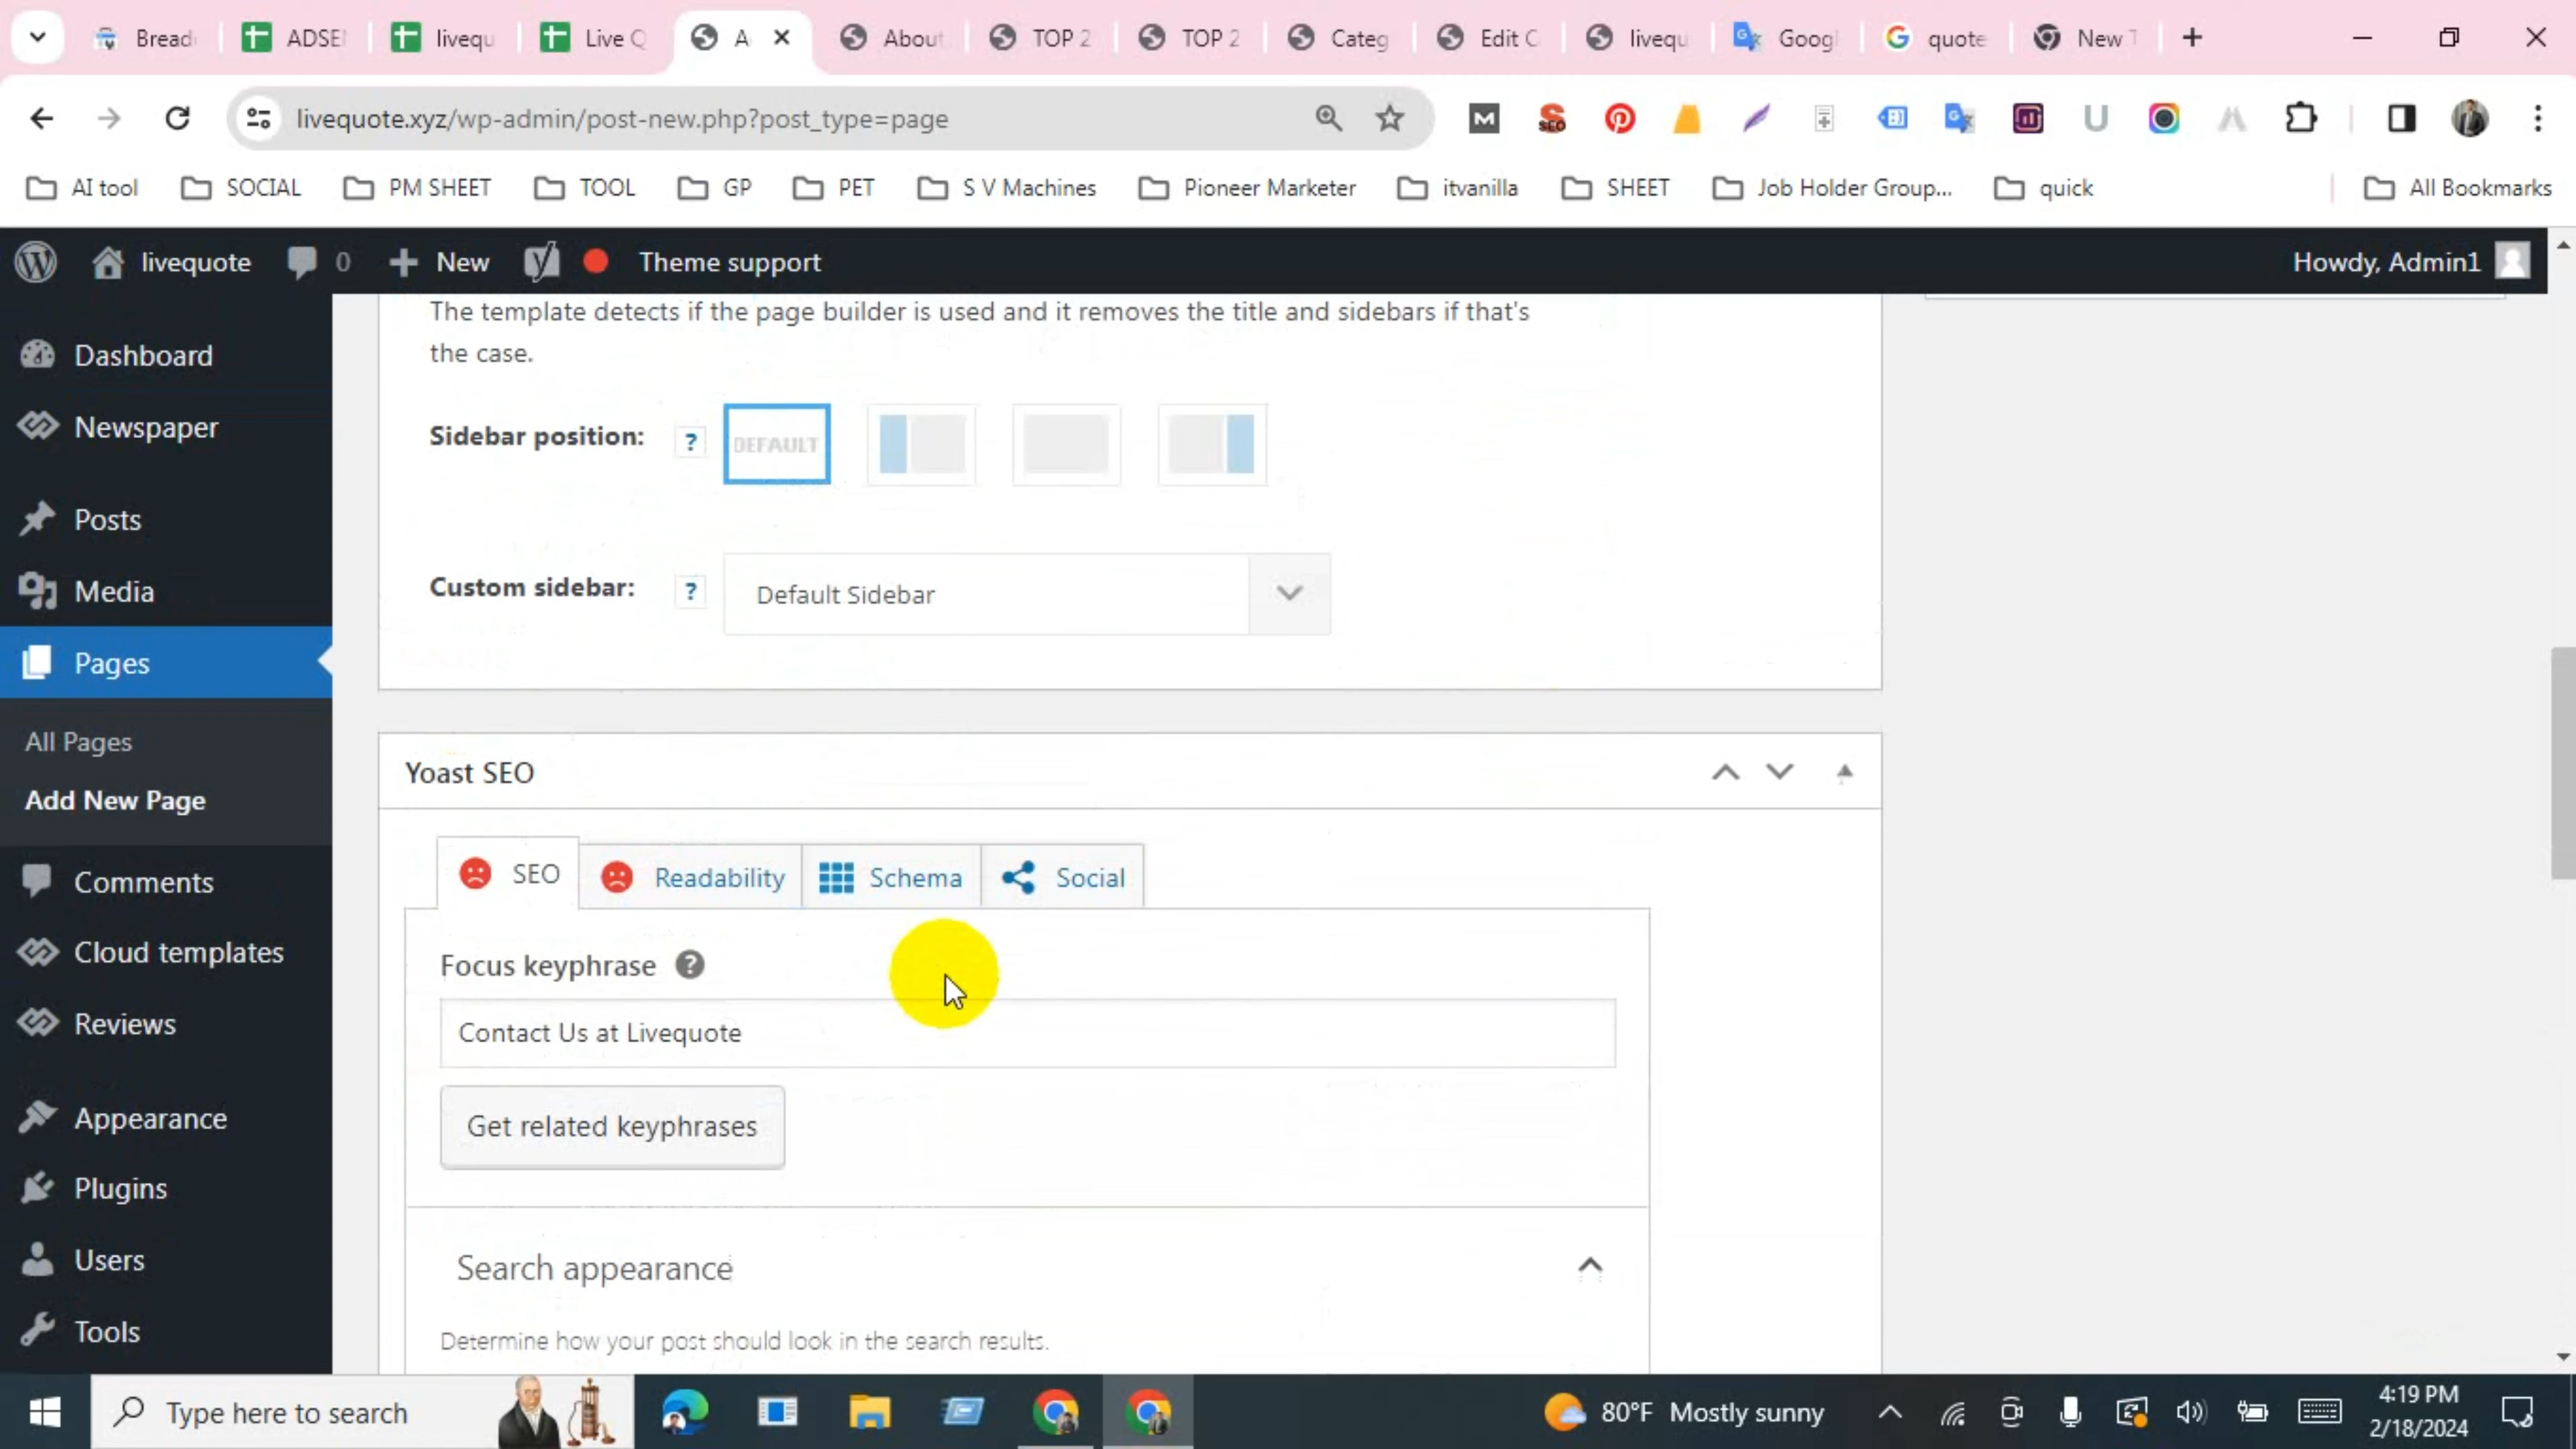 Bread
ADSE
livequ
Live Q
A
About
TOP 2
TOP 2
Categ
Edit C
livequ
Googl
quote
New T
livequote.xyz/wp-admin/post-new.php?post_type=page
AI tool
SOCIAL
PM SHEET
TOOL
GP
PET
S V Machines
Pioneer Marketer
itvanilla
SHEET
Job Holder Group...
quick
All Bookmarks
livequote
0
New
Theme support
Howdy, Admin1
Dashboard
Newspaper
Posts
Media
Pages
All Pages
Add New Page
Comments
Cloud templates
Reviews
Appearance
Plugins
Users
Tools
The template detects if the page builder is used and it removes the title and sidebars if that's
the case.
Sidebar position:
?
DEFAULT
Custom sidebar:
?
Default Sidebar
Yoast SEO
SEO
Readability
Schema
Social
Focus keyphrase
?
Contact Us at Livequote
Get related keyphrases
Search appearance
Determine how your post should look in the search results.
Type here to search
80°F Mostly sunny
4:19 PM
2/18/2024